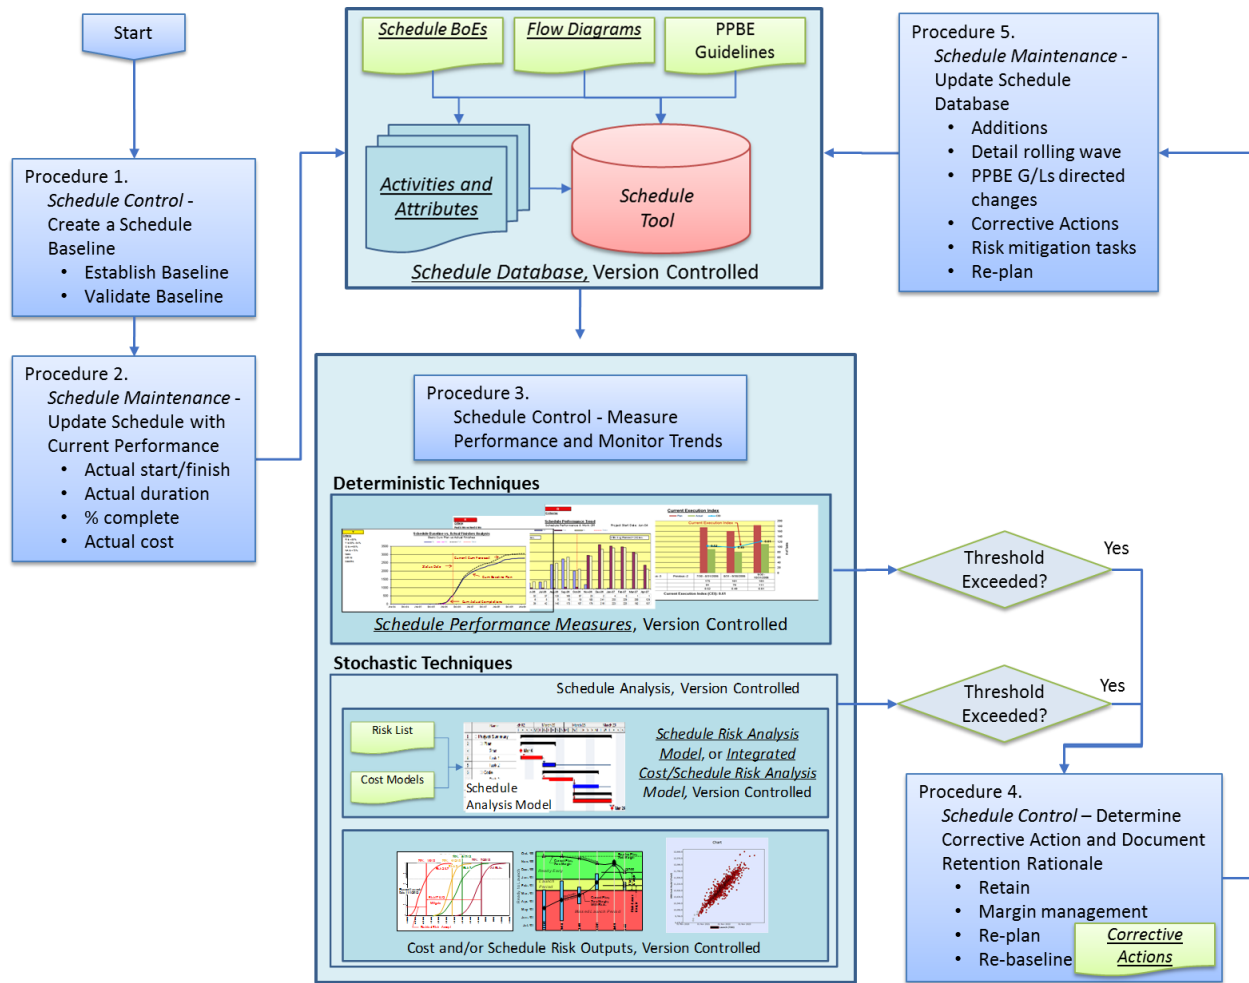 Start
Procedure 1.
Schedule Control -
Create a Schedule
Baseline
• Establish Baseline
• Validate Baseline
Procedure 2.
Schedule Maintenance -
Update Schedule with
Current Performance
• Actual start/finish
• Actual duration
• % complete
• Actual cost
Schedule BoEs
Flow Diagrams
PPBE
Guidelines
Activities and
Attributes
Schedule
Tool
Schedule Database, Version Controlled
Procedure 5.
Schedule Maintenance -
Update Schedule
Database
• Additions
• Detail rolling wave
• PPBE G/Ls directed
changes
• Corrective Actions
• Risk mitigation tasks
• Re-plan
Procedure 3.
Schedule Control - Measure
Performance and Monitor Trends
Deterministic Techniques
Current Execution Index
Schedule Performance Measures, Version Controlled
Threshold
Exceeded?
Yes
Stochastic Techniques
Schedule Analysis, Version Controlled
Risk List
Cost Models
Schedule
Analysis Model
Schedule Risk Analysis
Model, or Integrated
Cost/Schedule Risk Analysis
Model, Version Controlled
Cost and/or Schedule Risk Outputs, Version Controlled
Threshold
Exceeded?
Yes
Procedure 4.
Schedule Control – Determine
Corrective Action and Document
Retention Rationale
• Retain
• Margin management
• Re-plan
• Re-baseline
Corrective
Actions